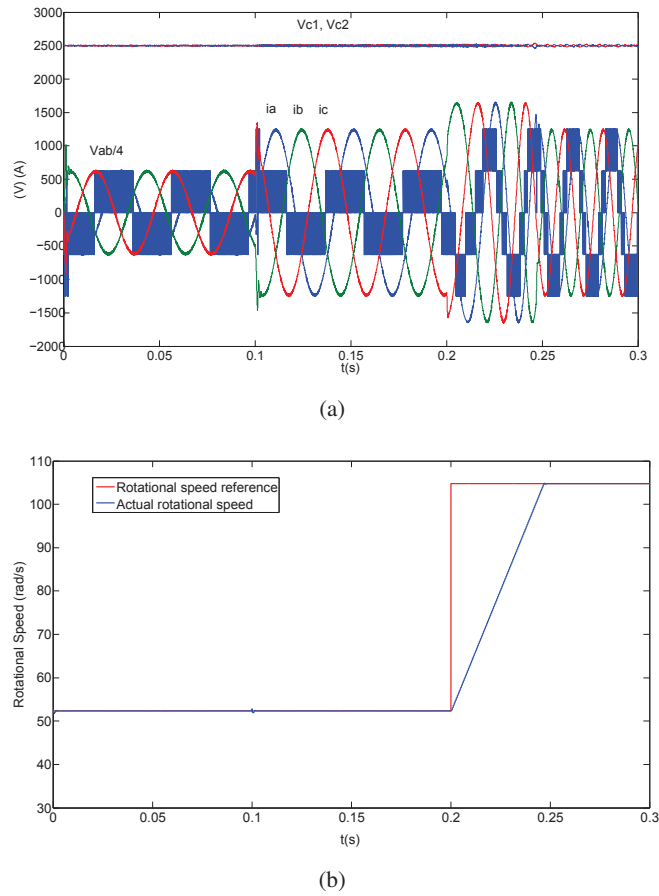 Vc1, Vc2
3000
2500
2000
1500
1000
500
0
−500
−1000
−1500
−2000
(V) (A)
Vab/4
ia ib ic
0 0.05 0.1 0.15 0.2 0.25 0.3
t(s)
(a)
110
100
90
80
70
60
50
40
30
Rotational Speed (rad/s)
Rotational speed reference
Actual rotational speed
0 0.05 0.1 0.15 0.2 0.25 0.3
t(s)
(b)